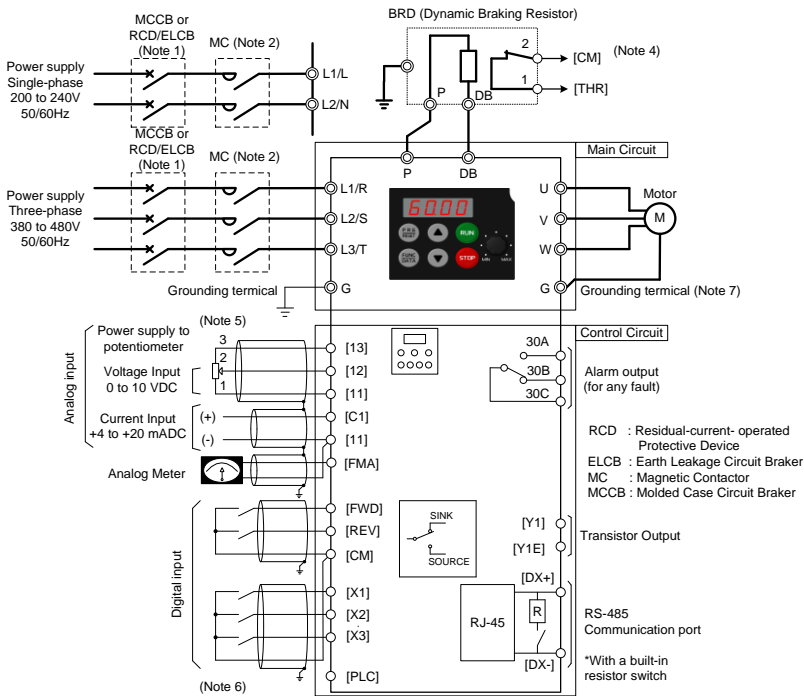 BRD (Dynamic Braking Resistor)
MCCB or
RCD/ELCB
(Note 1)
MC (Note 2)
Power supply
Single-phase
200 to 240V
50/60Hz
L1/L
L2/N
P
DB
2
1
[CM]
[THR]
(Note 4)
MCCB or
RCD/ELCB
(Note 1)
MC (Note 2)
Power supply
Three-phase
380 to 480V
50/60Hz
Main Circuit
P
DB
L1/R
L2/S
L3/T
G
Grounding termical
60.00
PRG
RESET
RUN
FUNC
DATA
STOP
MIN
MAX
U
V
W
G
Motor
M
Grounding termical (Note 7)
Control Circuit
Analog input
Power supply to
potentiometer
(Note 5)
3
2
1
Voltage Input
0 to 10 VDC
Current Input
+4 to +20 mADC
(+)
(-)
Analog Meter
[13]
[12]
[11]
[C1]
[11]
[FMA]
30A
30B
30C
Alarm output
(for any fault)
RCD : Residual-current- operated
Protective Device
ELCB : Earth Leakage Circuit Braker
MC : Magnetic Contactor
MCCB : Molded Case Circuit Braker
Digital input
[FWD]
[REV]
[CM]
[X1]
[X2]
[X3]
[PLC]
(Note 6)
SINK
SOURCE
[Y1]
[Y1E]
Transistor Output
[DX+]
R
RJ-45
[DX-]
RS-485
Communication port
*With a built-in
resistor switch